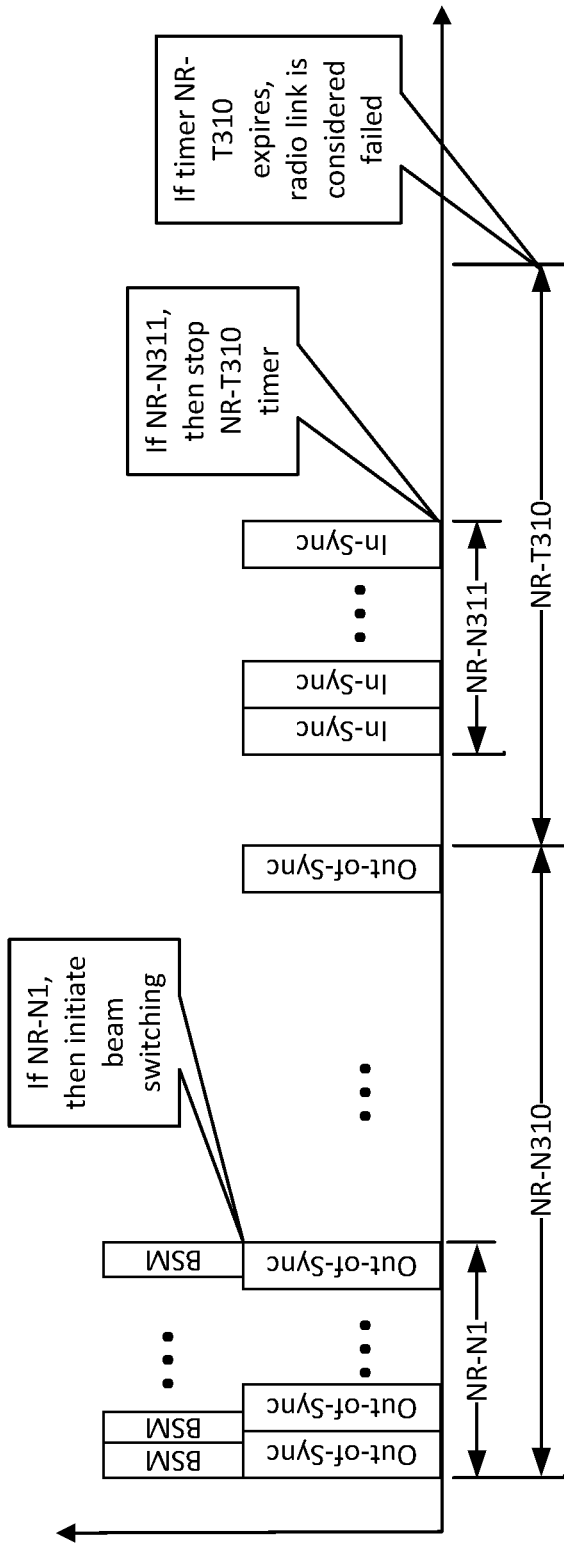 If NR-N1,
then initiate
beam
switching
If NR-N311,
then stop
NR-T310
timer
If timer NR-
T310
expires,
radio link is
considered
failed
BSM
BSM
BSM
Out-of-Sync
Out-of-Sync
Out-of-Sync
Out-of-Sync
In-Sync
In-Sync
In-Sync
NR-N1
NR-N311
NR-N310
NR-T310